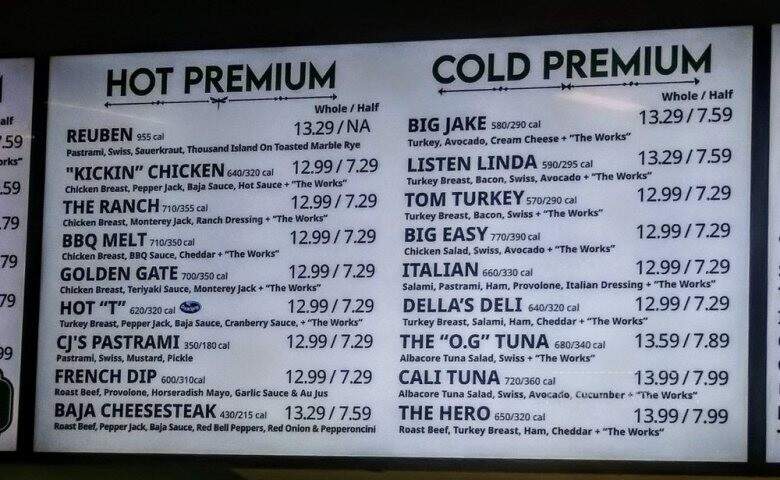 HOT PREMIUM
Whole / Half
REUBEN 955 cal 13.29 / NA
Pastrami, Swiss, Sauerkraut, Thousand Island On Toasted Marble Rye
"KICKIN" CHICKEN 640/320 cal 12.99 / 7.29
Chicken Breast, Pepper Jack, Baja Sauce, Hot Sauce + "The Works"
THE RANCH 710/355 cal 12.99 / 7.29
Chicken Breast, Monterey Jack, Ranch Dressing + "The Works"
BBQ MELT 710/350 cal 12.99 / 7.29
Chicken Breast, BBQ Sauce, Cheddar + "The Works"
GOLDEN GATE 700/350 cal 12.99 / 7.29
Chicken Breast, Teriyaki Sauce, Monterey Jack + "The Works"
HOT "T" 620/320 cal 12.99 / 7.29
Turkey Breast, Pepper Jack, Baja Sauce, Cranberry Sauce, + "The Works"
CJ'S PASTRAMI 350/180 cal 12.99 / 7.29
Pastrami, Swiss, Mustard, Pickle
FRENCH DIP 600/310cal 12.99 / 7.29
Roast Beef, Provolone, Horseradish Mayo, Garlic Sauce & Au Jus
BAJA CHEESESTEAK 430/215 cal 13.29 / 7.59
Roast Beef, Pepper Jack, Baja Sauce, Red Bell Peppers, Red Onion & Pepperoncini
COLD PREMIUM
Whole / Half
BIG JAKE 580/290 cal 13.29 / 7.59
Turkey, Avocado, Cream Cheese + "The Works"
LISTEN LINDA 590/295 cal 13.29 / 7.59
Turkey Breast, Bacon, Swiss, Avocado + "The Works"
TOM TURKEY 570/290 cal 12.99 / 7.29
Turkey Breast, Bacon, Swiss + "The Works"
BIG EASY 770/390 cal 12.99 / 7.29
Chicken Salad, Swiss, Avocado + "The Works"
ITALIAN 660/330 cal 12.99 / 7.29
Salami, Pastrami, Ham, Provolone, Italian Dressing + "The Works"
DELLA'S DELI 640/320 cal 12.99 / 7.29
Turkey Breast, Salami, Ham, Cheddar + "The Works"
THE "O.G" TUNA 680/340 cal 13.59 / 7.89
Albacore Tuna Salad, Swiss + "The Works"
CALI TUNA 720/360 cal 13.99 / 7.99
Albacore Tuna Salad, Swiss, Avocado, Cucumber + "The Works"
THE HERO 650/320 cal 13.99 / 7.99
Roast Beef, Turkey Breast, Ham, Cheddar + "The Works"